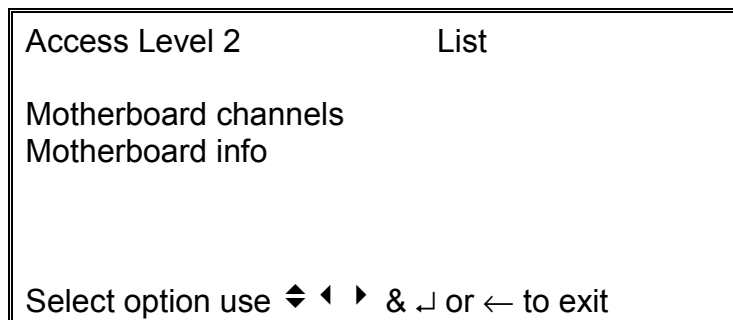 Access Level 2 List
Motherboard channels
Motherboard info
Select option use ⬘ ◀ ▶ & ↵ or ← to exit